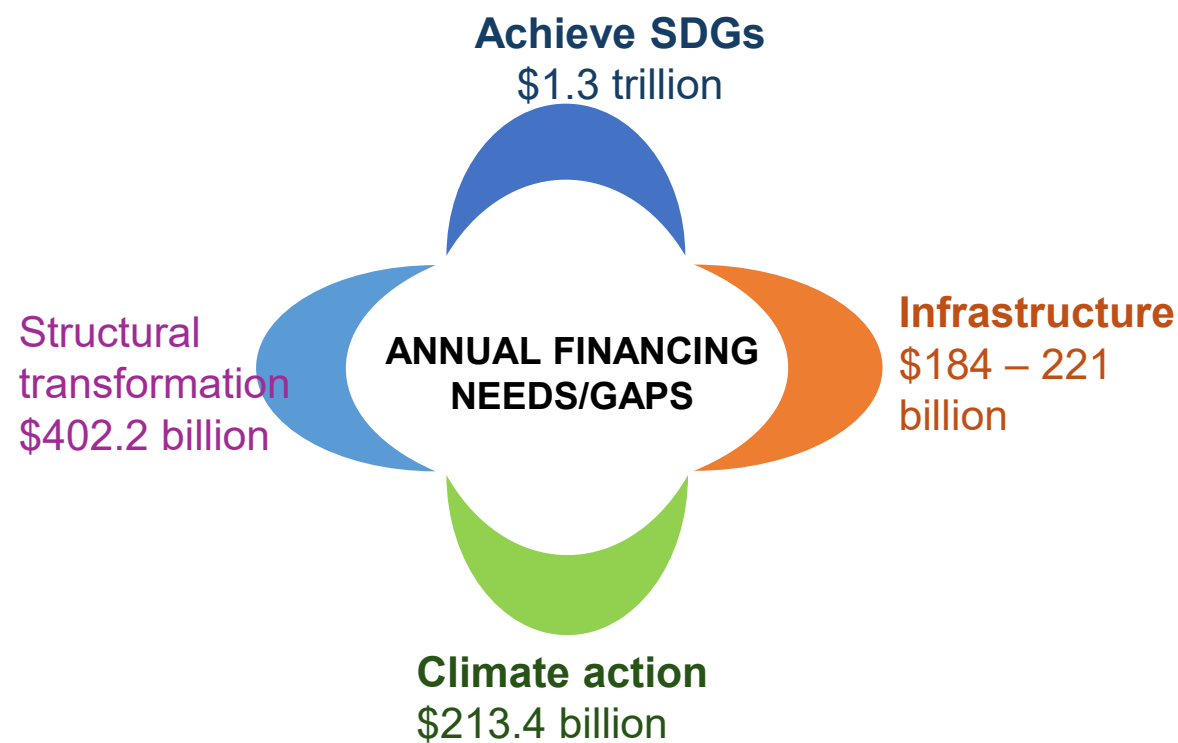 Achieve SDGs
$1.3 trillion
Structural
transformation
$402.2 billion
ANNUAL FINANCING
NEEDS/GAPS
Infrastructure
$184 – 221
billion
Climate action
$213.4 billion